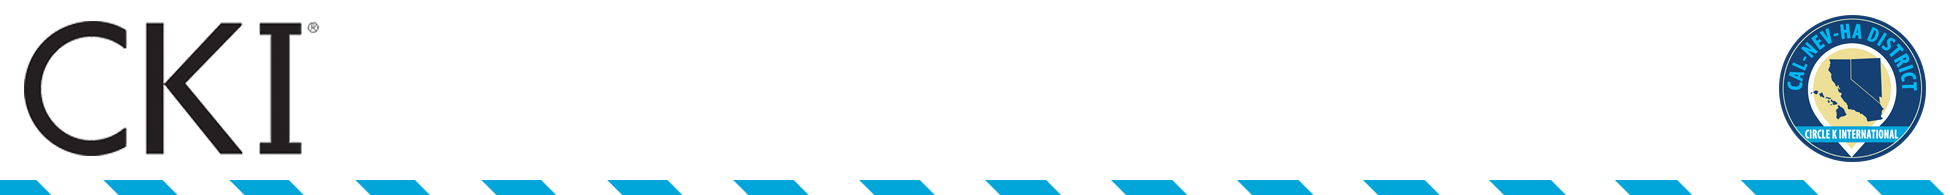 CKI®
CAL-NEV-HA DISTRICT
CIRCLE K INTERNATIONAL